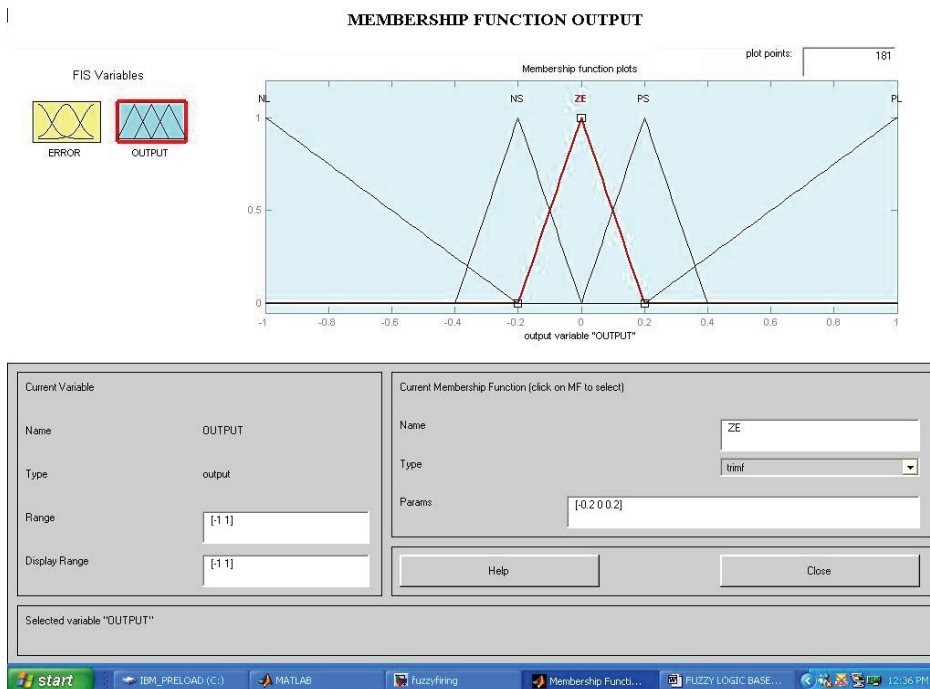 MEMBERSHIP FUNCTION OUTPUT
FIS Variables
ERROR
OUTPUT
plot points:
181
Membership function plots
NL
NS
ZE
PS
PL
1
0.5
0
-1
-0.8
-0.6
-0.4
-0.2
0
0.2
0.4
0.6
0.8
1
output variable "OUTPUT"
Current Variable
Name
OUTPUT
Type
output
Range
[-1 1]
Display Range
[-1 1]
Current Membership Function (click on MF to select)
Name
ZE
Type
trimf
Params
[-0.2 0 0.2]
Help
Close
Selected variable "OUTPUT"
start
IBM_PRELOAD (C:)
MATLAB
fuzzyfiring
Membership Functi...
FUZZY LOGIC BASE...
12:36 PM